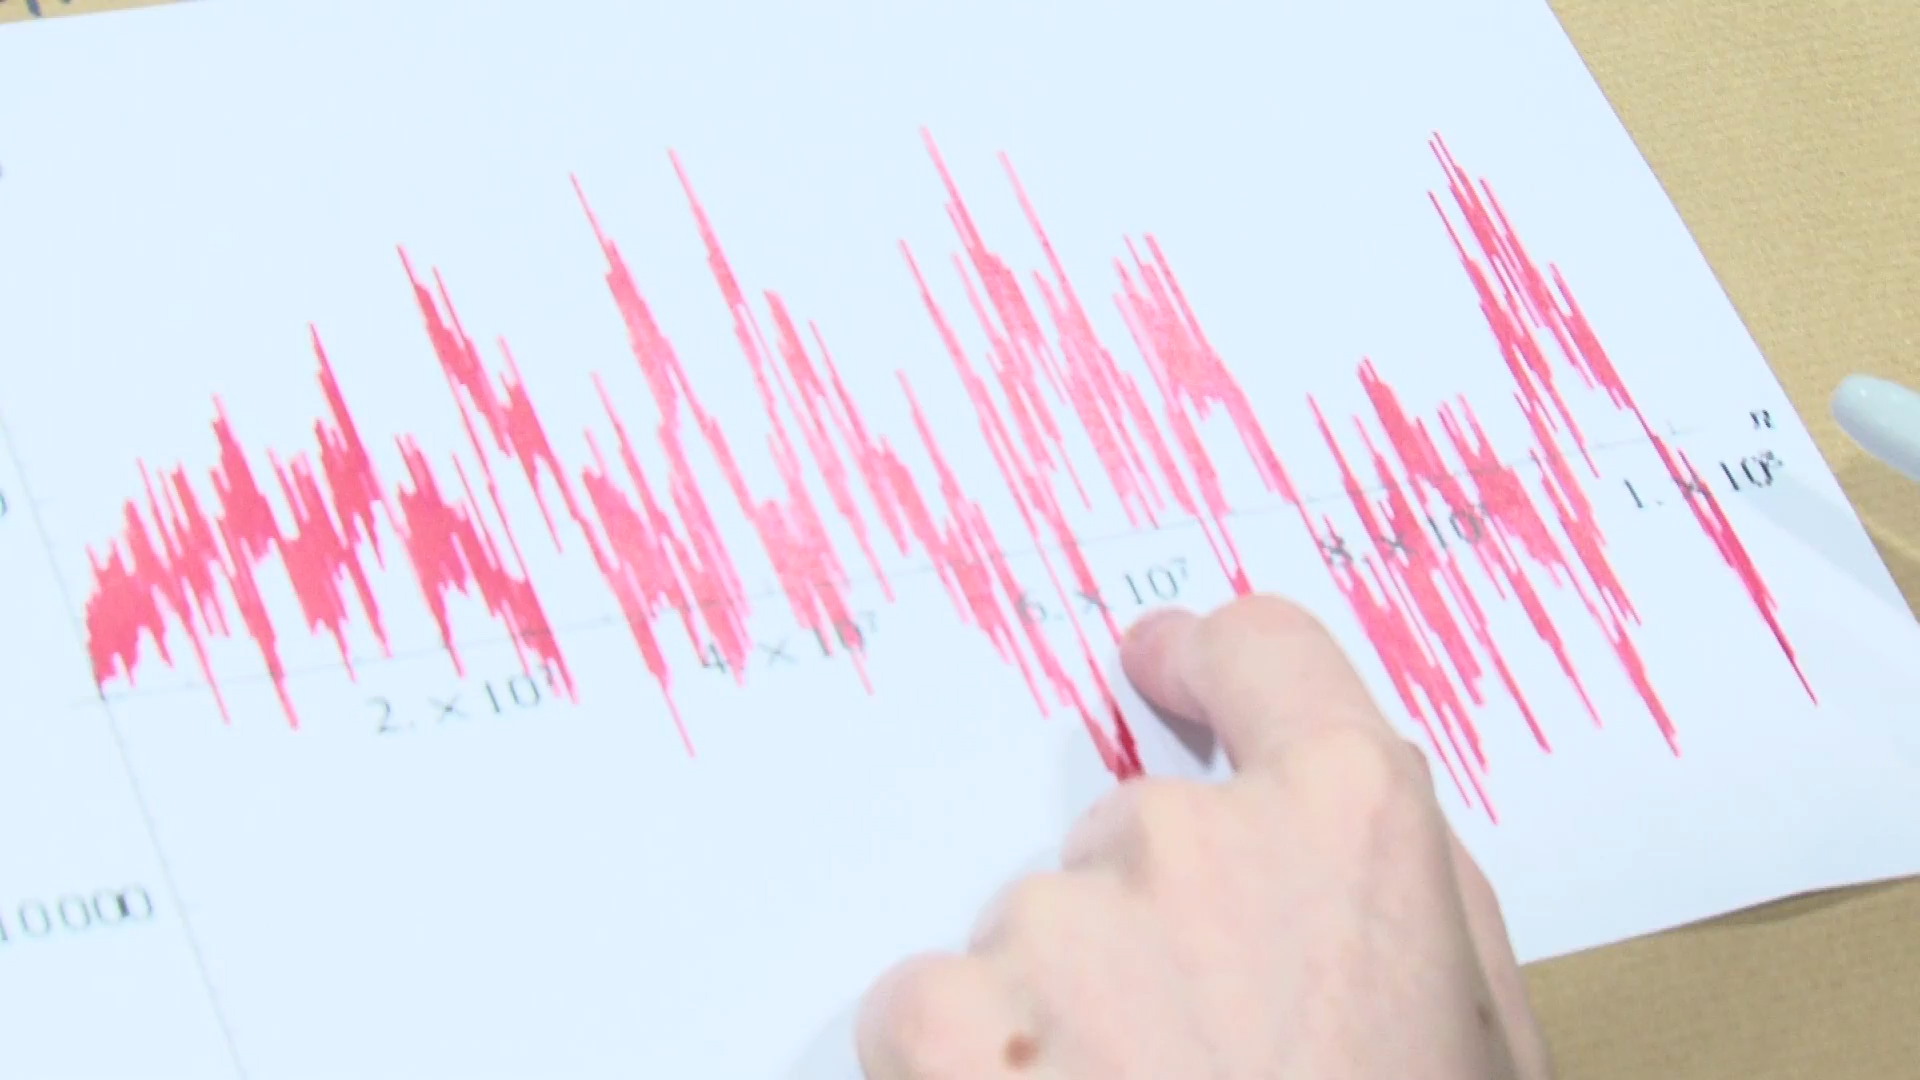 n
2. × 10⁷
4. × 10⁷
6. × 10⁷
8. × 10⁷
1. × 10⁸
10000